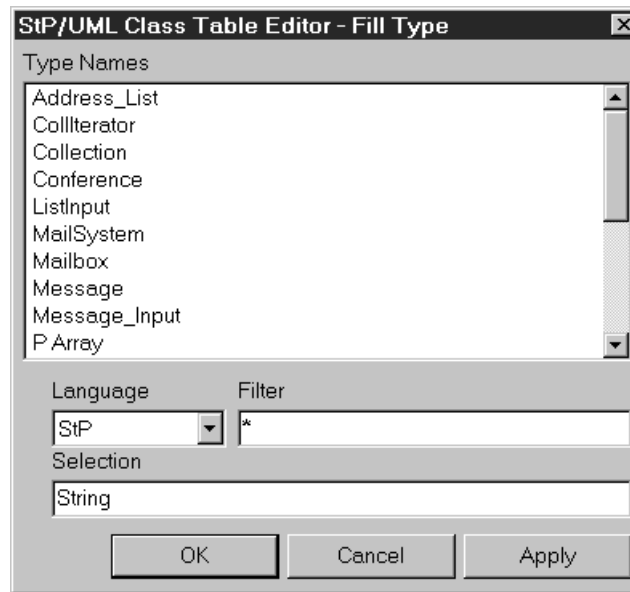 StP/UML Class Table Editor - Fill Type
Type Names
Address_List
CollIterator
Collection
Conference
ListInput
MailSystem
Mailbox
Message
Message_Input
P Array
Language Filter
StP *
Selection
String
OK Cancel Apply